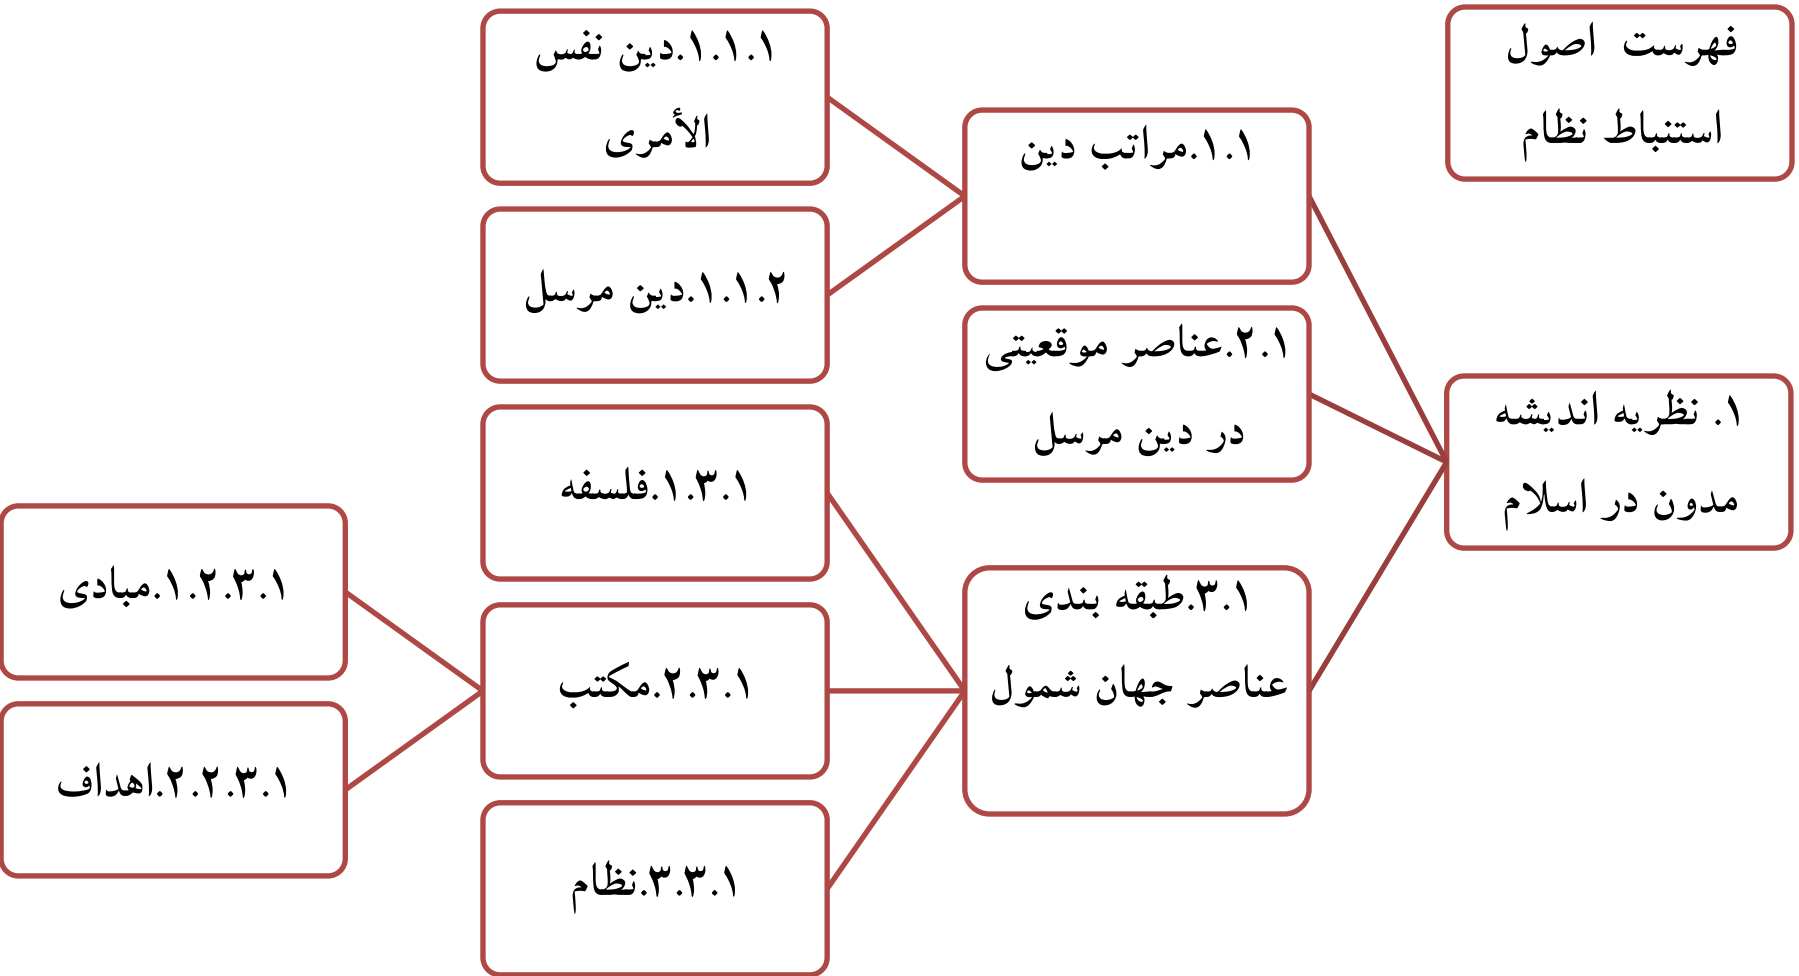 فهرست اصول
استنباط نظام
۱. نظریه اندیشه
مدون در اسلام
۱.۱.مراتب دین
۱.۱.۱.دین نفس
الأمری
۱.۱.۲.دین مرسل
۲.۱.عناصر موقعیتی
در دین مرسل
۳.۱.طبقه بندی
عناصر جهان شمول
۱.۳.۱.فلسفه
۲.۳.۱.مکتب
۱.۲.۳.۱.مبادی
۲.۲.۳.۱.اهداف
۳.۳.۱.نظام